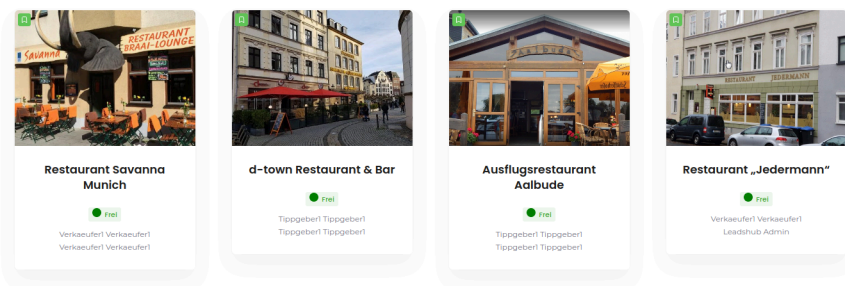 Savanna
RESTAURANT
BRAAI-LOUNGE
Restaurant Savanna
Munich
Frei
Verkaeufer1 Verkaeufer1
Verkaeufer1 Verkaeufer1
d-town Restaurant & Bar
Frei
Tippgeber1 Tippgeber1
Tippgeber1 Tippgeber1
Aalbude
Ausflugsrestaurant
Aalbude
Frei
Tippgeber1 Tippgeber1
Tippgeber1 Tippgeber1
RESTAURANT JEDERMANN
Restaurant „Jedermann“
Frei
Verkaeufer1 Verkaeufer1
Leadshub Admin